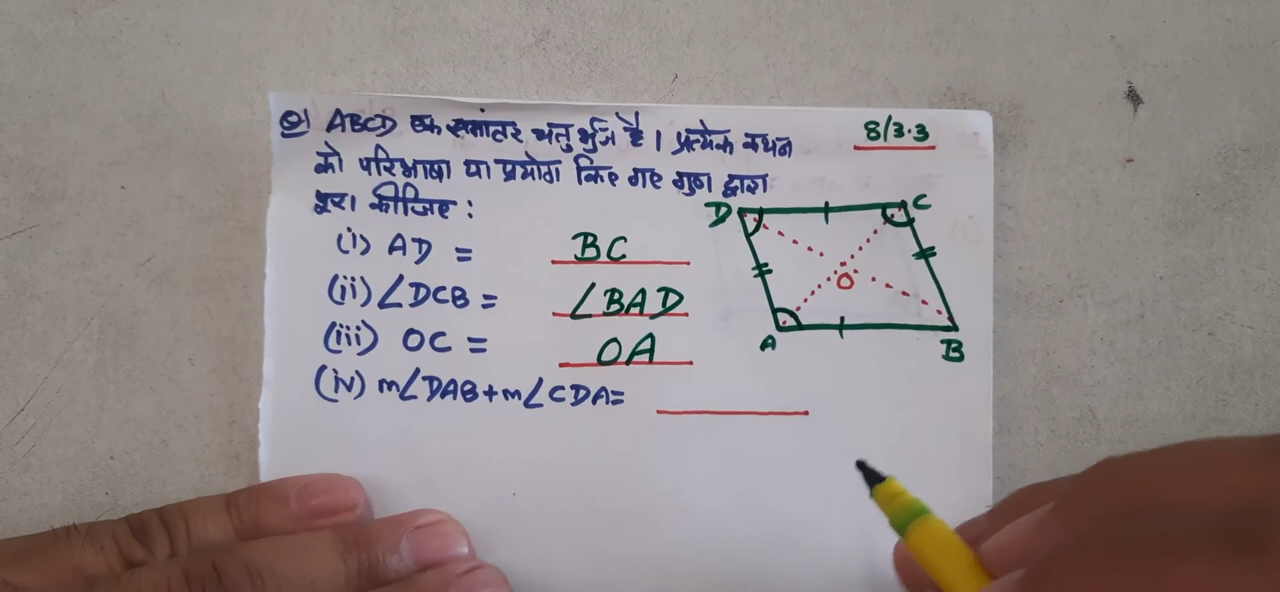 Q1 ABCD एक समांतर चतुर्भुज है । प्रत्येक कथन
8/3.3
को परिभाषा या प्रयोग किए गए गुण द्वारा
पूरा कीजिए :
(i) AD = BC
(ii) ∠DCB = ∠BAD
(iii) OC = OA
(iv) m∠DAB+m∠CDA=
D C
O
A B